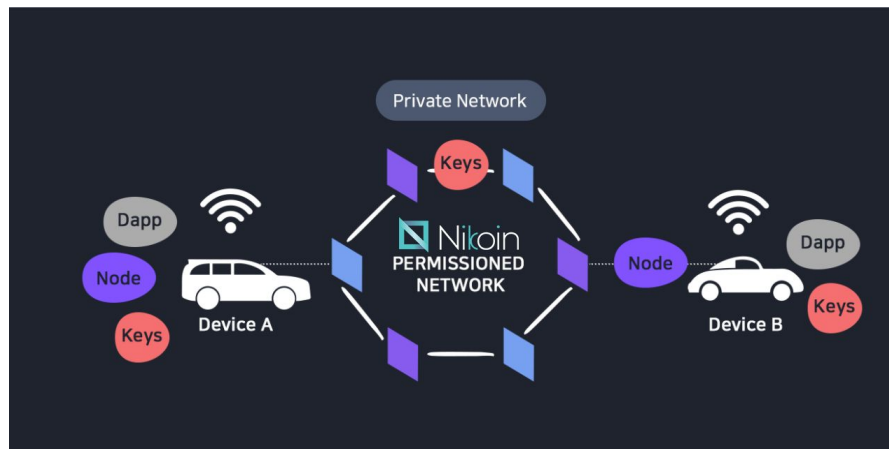 Private Network
Keys
Nikoin
PERMISSIONED
NETWORK
Dapp
Node
Keys
Device A
Node
Dapp
Keys
Device B